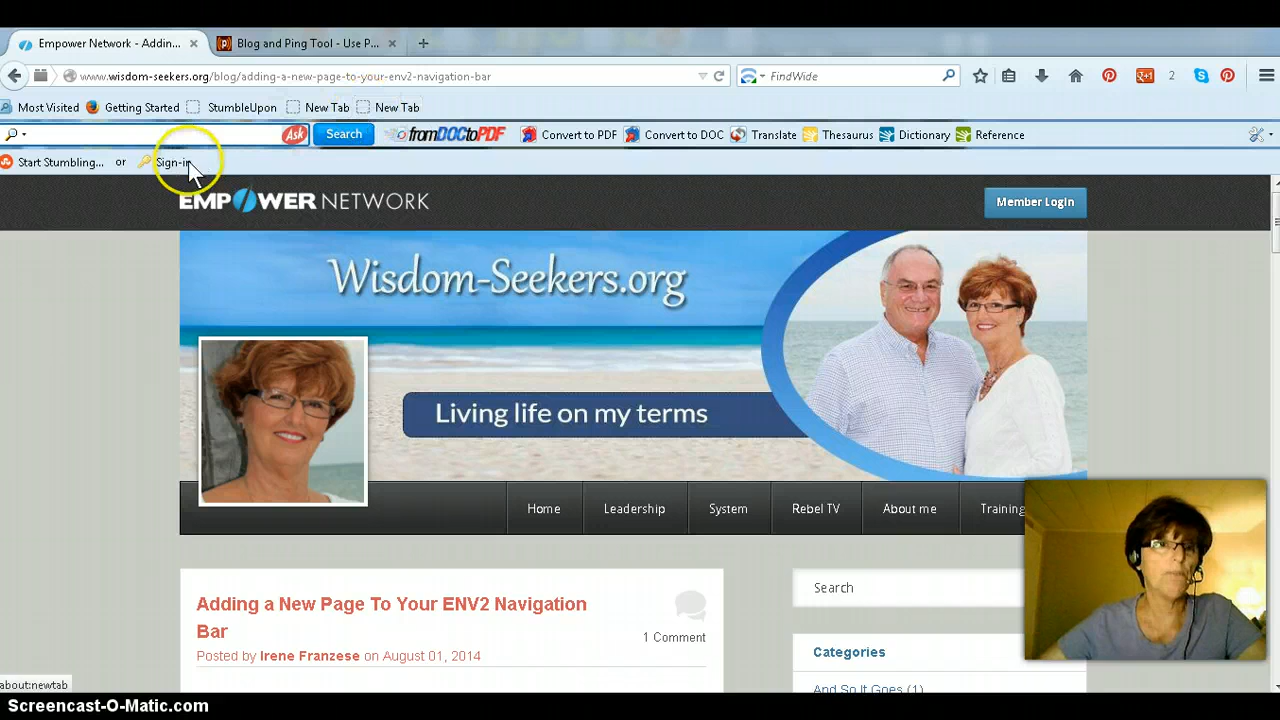 Empower Network - Addin...
Blog and Ping Tool - Use P...
www.wisdom-seekers.org/blog/adding-a-new-page-to-your-env2-navigation-bar
FindWide
2
Most Visited
Getting Started
StumbleUpon
New Tab
New Tab
Ask
Search
fromDOCtoPDF
Convert to PDF
Convert to DOC
Translate
Thesaurus
Dictionary
Reference
Start Stumbling...
or
Sign-in
EMPOWER NETWORK
Member Login
Wisdom-Seekers.org
Living life on my terms
Home
Leadership
System
Rebel TV
About me
Training
Adding a New Page To Your ENV2 Navigation
Bar
1 Comment
Posted by Irene Franzese on August 01, 2014
Search
Categories
And So It Goes (1)
about:newtab
Screencast-O-Matic.com